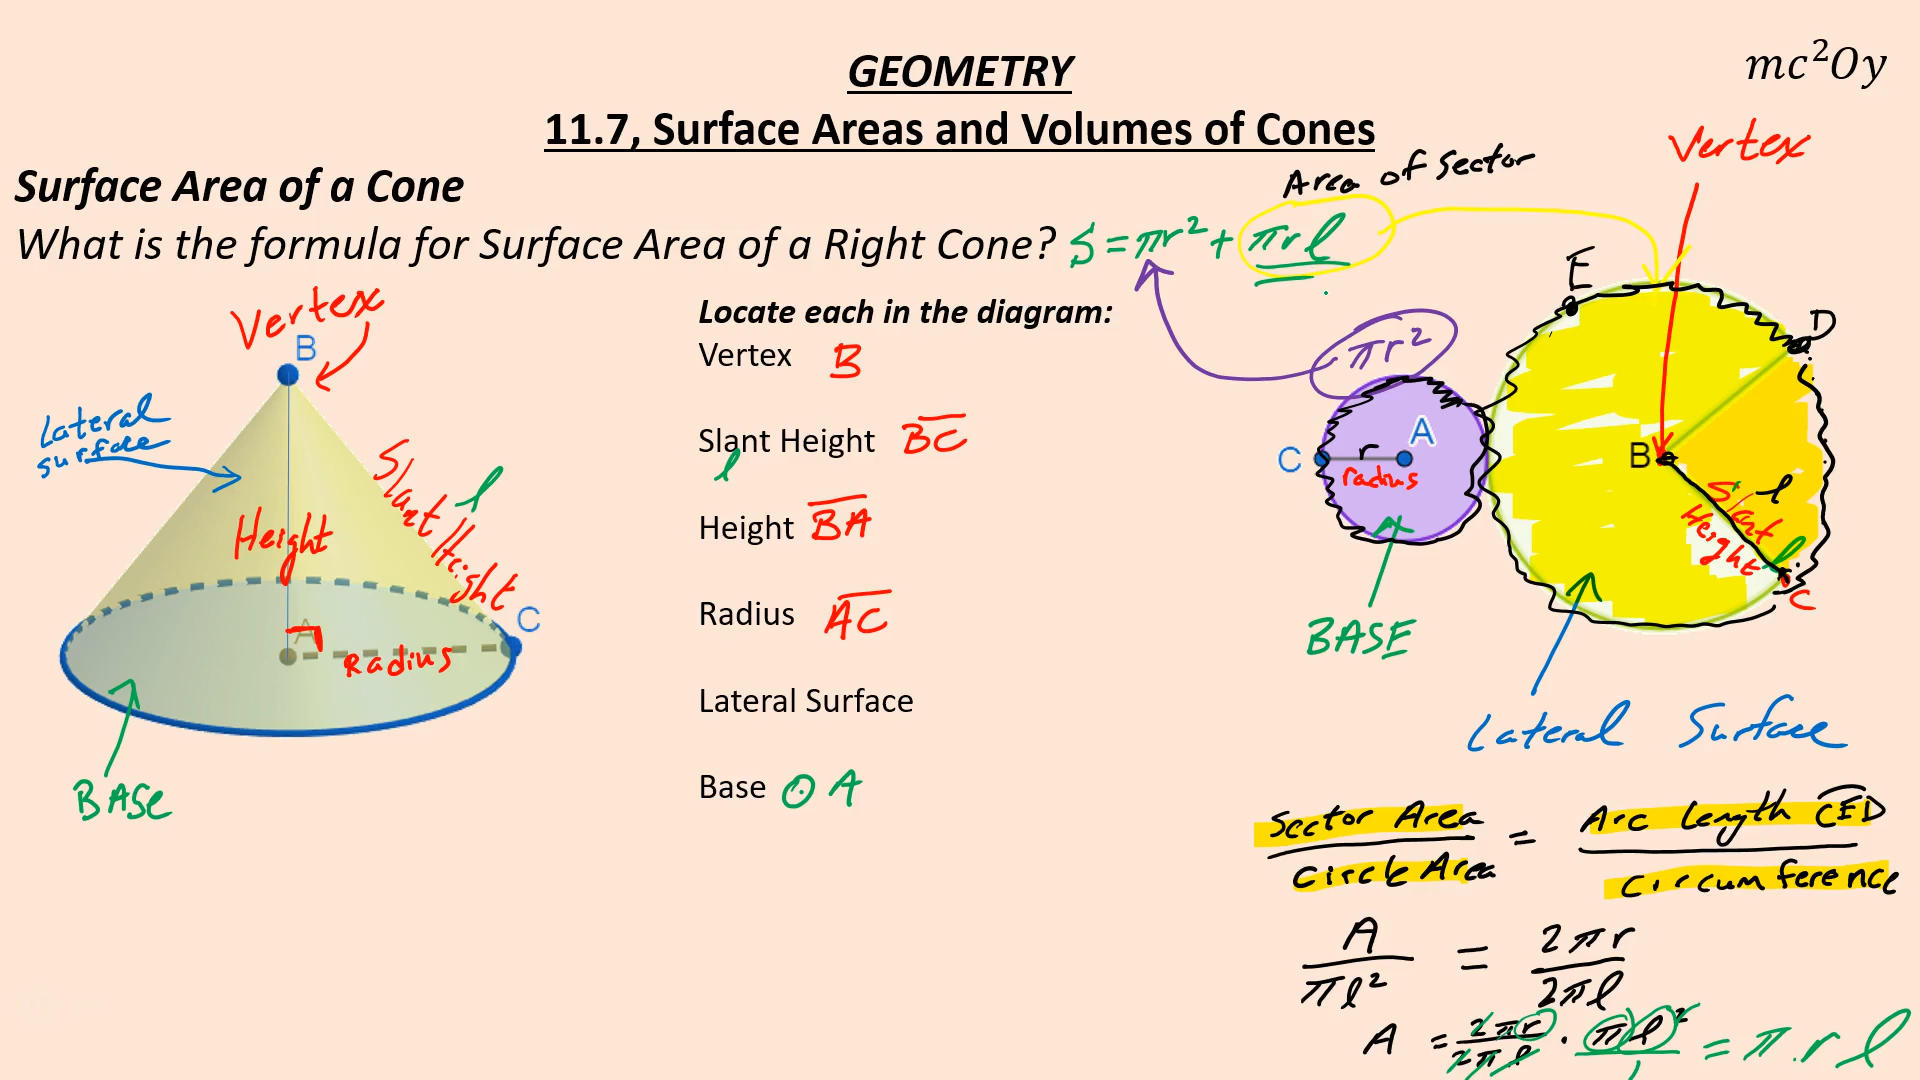 GEOMETRY
mc²Oy
11.7, Surface Areas and Volumes of Cones
Vertex
Surface Area of a Cone
Area of Sector
What is the formula for Surface Area of a Right Cone? S = πr² + πrl
Vertex
B
Lateral
surface
Height
Slant Height l
A
Radius
C
BASE
Locate each in the diagram:
Vertex B
Slant Height BC
l
Height BA
Radius AC
Lateral Surface
Base ⊙ A
πr²
E
D
C
r
A
radius
B
l
Slant
Height
l
C
BASE
Lateral Surface
Sector Area / Circle Area = Arc length CED / Circumference
A / πl² = 2πr / 2πl
A = 2πr / 2πl · πl² = πrl